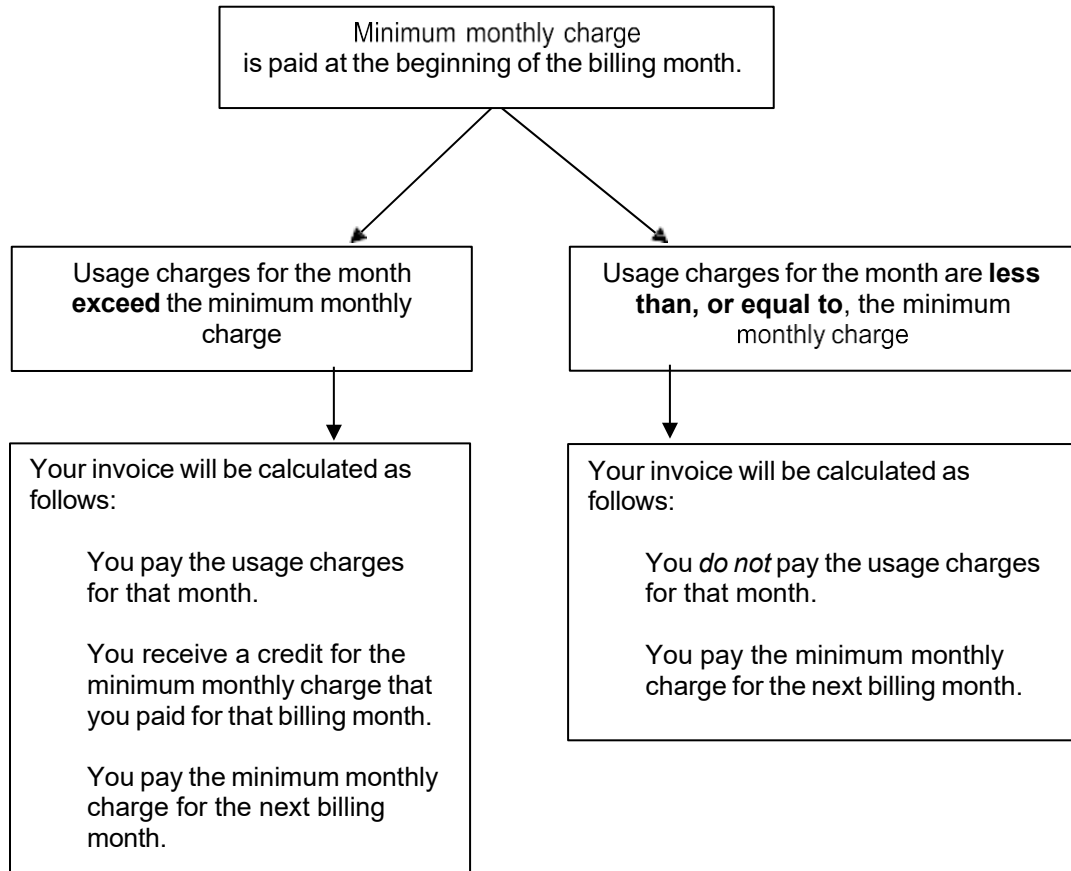 Minimum monthly charge
is paid at the beginning of the billing month.
Usage charges for the month
exceed the minimum monthly
charge
Usage charges for the month are less
than, or equal to, the minimum
monthly charge
Your invoice will be calculated as
follows:
You pay the usage charges
for that month.
You receive a credit for the
minimum monthly charge that
you paid for that billing month.
You pay the minimum monthly
charge for the next billing
month.
Your invoice will be calculated as
follows:
You do not pay the usage charges
for that month.
You pay the minimum monthly
charge for the next billing month.